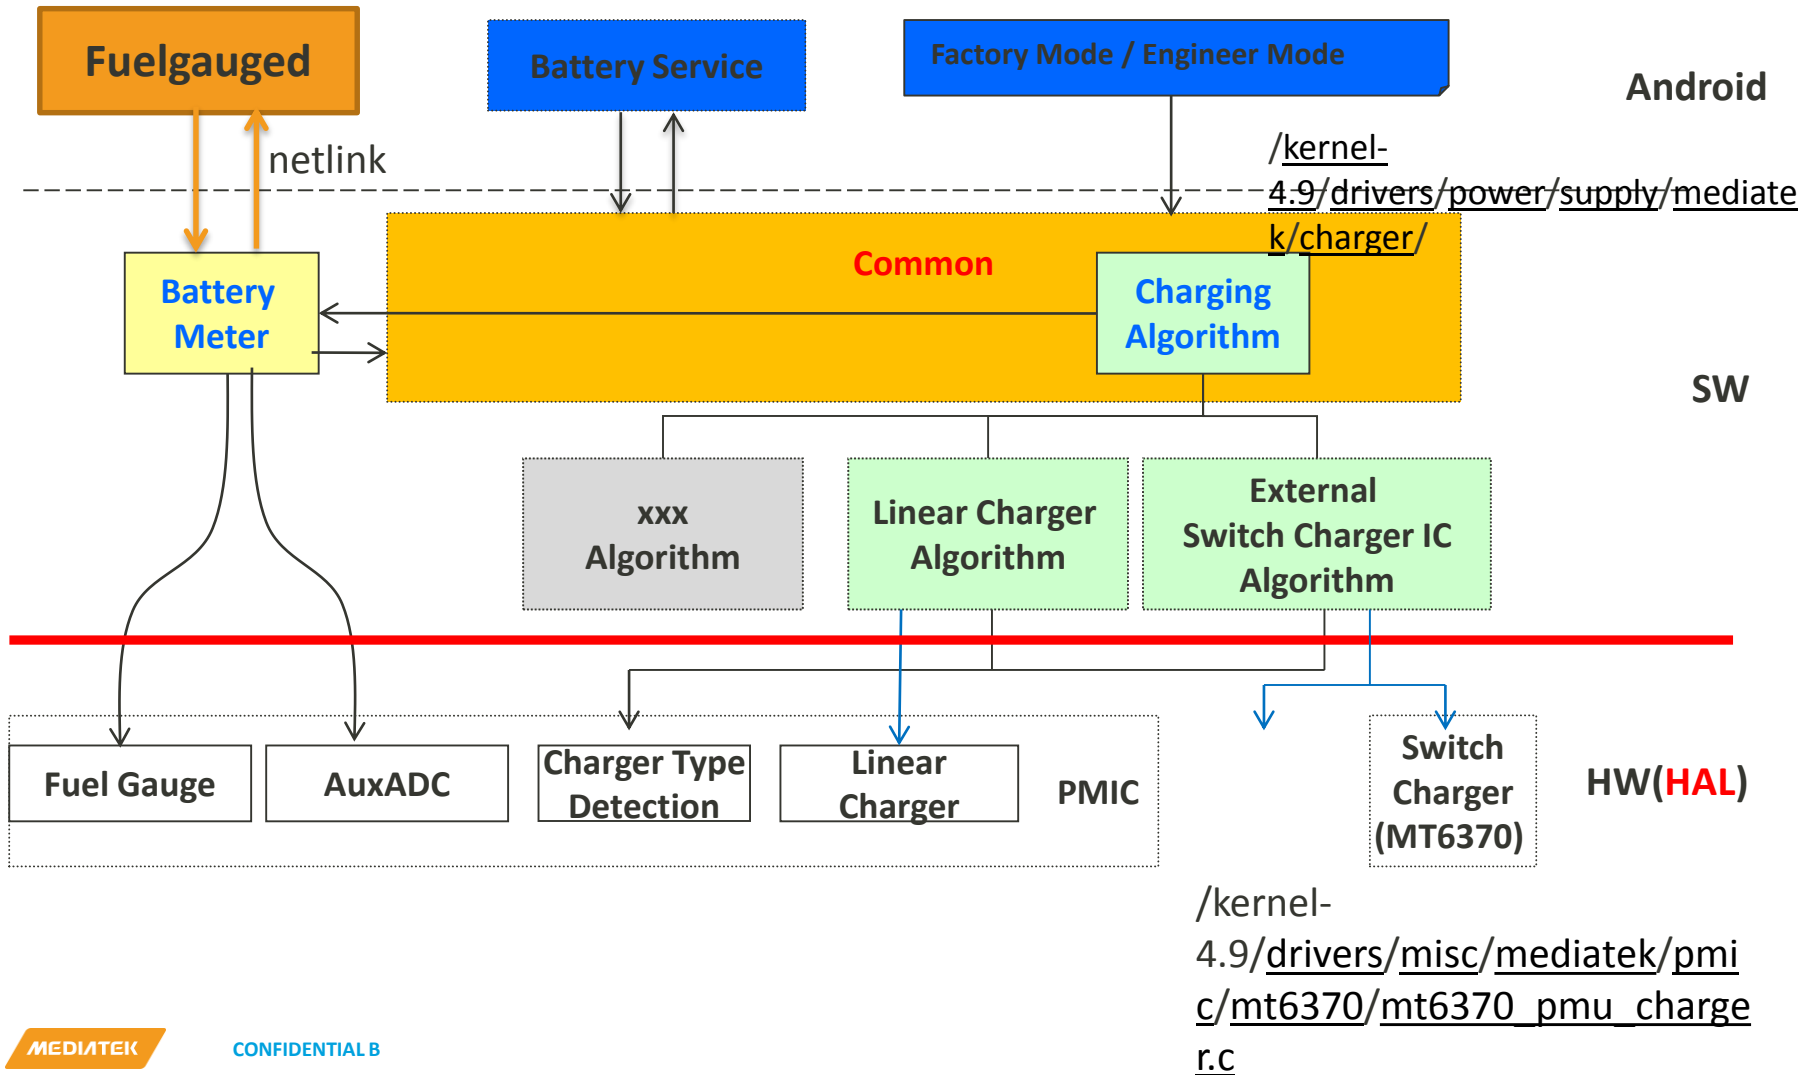 Fuelgauged
Battery Service
Factory Mode / Engineer Mode
Android
netlink
/kernel-
4.9/drivers/power/supply/mediate
k/charger/
Common
Battery
Meter
Charging
Algorithm
SW
xxx
Algorithm
Linear Charger
Algorithm
External
Switch Charger IC
Algorithm
Fuel Gauge
AuxADC
Charger Type
Detection
Linear
Charger
PMIC
Switch
Charger
(MT6370)
HW(HAL)
/kernel-
4.9/drivers/misc/mediatek/pmi
c/mt6370/mt6370_pmu_charge
r.c
MEDIATEK
CONFIDENTIAL B